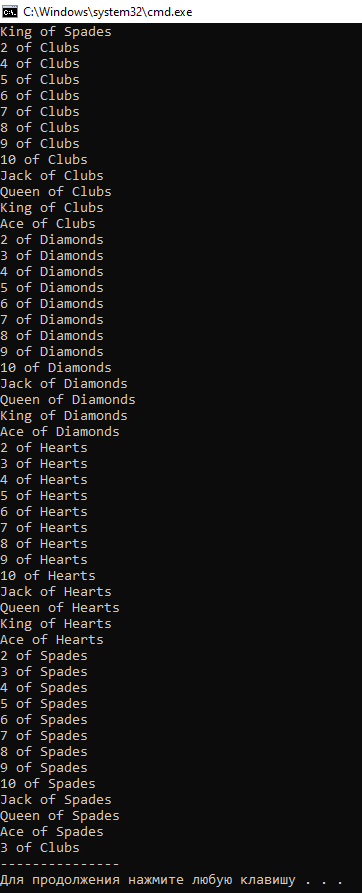 C:\Windows\system32\cmd.exe
King of Spades
2 of Clubs
4 of Clubs
5 of Clubs
6 of Clubs
7 of Clubs
8 of Clubs
9 of Clubs
10 of Clubs
Jack of Clubs
Queen of Clubs
King of Clubs
Ace of Clubs
2 of Diamonds
3 of Diamonds
4 of Diamonds
5 of Diamonds
6 of Diamonds
7 of Diamonds
8 of Diamonds
9 of Diamonds
10 of Diamonds
Jack of Diamonds
Queen of Diamonds
King of Diamonds
Ace of Diamonds
2 of Hearts
3 of Hearts
4 of Hearts
5 of Hearts
6 of Hearts
7 of Hearts
8 of Hearts
9 of Hearts
10 of Hearts
Jack of Hearts
Queen of Hearts
King of Hearts
Ace of Hearts
2 of Spades
3 of Spades
4 of Spades
5 of Spades
6 of Spades
7 of Spades
8 of Spades
9 of Spades
10 of Spades
Jack of Spades
Queen of Spades
Ace of Spades
3 of Clubs
---------------
Для продолжения нажмите любую клавишу . . .